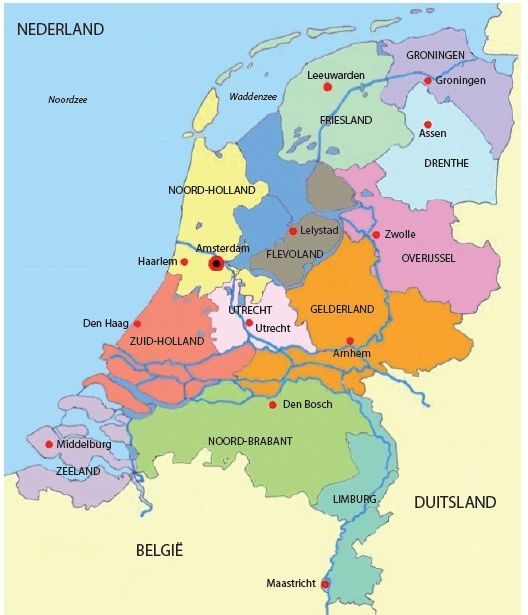 NEDERLAND
GRONINGEN
Leeuwarden
Groningen
Noordzee
Waddenzee
FRIESLAND
Assen
DRENTHE
NOORD-HOLLAND
Lelystad
Zwolle
Amsterdam
Haarlem
FLEVOLAND
OVERIJSSEL
UTRECHT
GELDERLAND
Den Haag
Utrecht
ZUID-HOLLAND
Arnhem
Den Bosch
Middelburg
NOORD-BRABANT
ZEELAND
LIMBURG
DUITSLAND
BELGIË
Maastricht